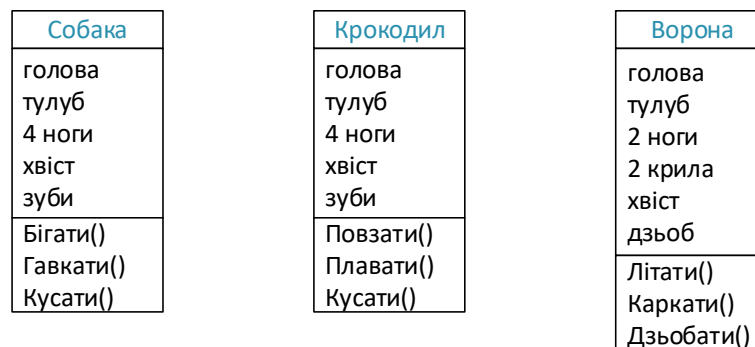 Собака
голова
тулуб
4 ноги
хвіст
зуби
Бігати()
Гавкати()
Кусати()
Крокодил
голова
тулуб
4 ноги
хвіст
зуби
Повзати()
Плавати()
Кусати()
Ворона
голова
тулуб
2 ноги
2 крила
хвіст
дзьоб
Літати()
Каркати()
Дзьобати()